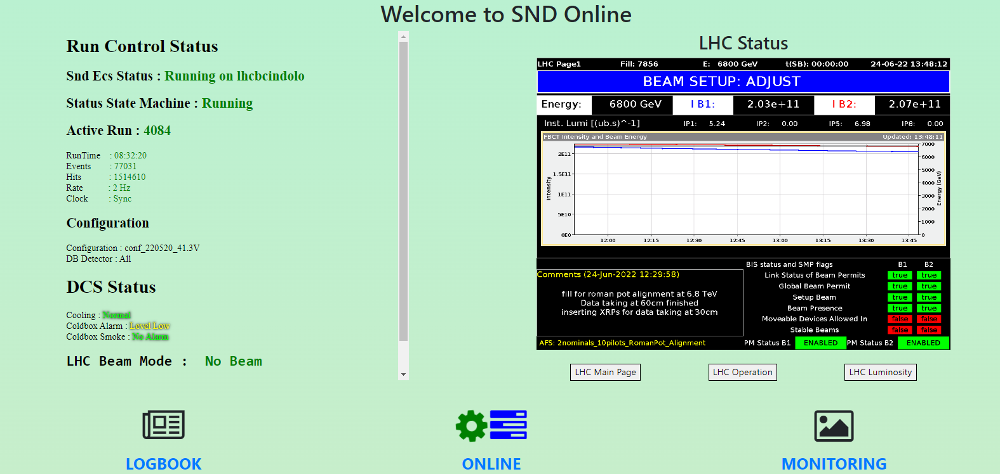 Welcome to SND Online
Run Control Status
Snd Ecs Status : Running on lhcbcindolo
Status State Machine : Running
Active Run : 4084
RunTime : 08:32:20
Events : 77031
Hits : 1514610
Rate : 2 Hz
Clock : Sync
Configuration
Configuration : conf_220520_41.3V
DB Detector : All
DCS Status
Cooling : Normal
Coldbox Alarm : Level Low
Coldbox Smoke : No Alarm
LHC Beam Mode : No Beam
LHC Status
LHC Page1 Fill: 7856 E: 6800 GeV t(SB): 00:00:00 24-06-22 13:48:12
BEAM SETUP: ADJUST
Energy: 6800 GeV I B1: 2.03e+11 I B2: 2.07e+11
Inst. Lumi [(ub.s)^-1] IP1: 5.24 IP2: 0.00 IP5: 6.98 IP8: 0.00
FBCT Intensity and Beam Energy Updated: 13:48:11
Intensity
2E11
1.5E11
1E11
5E10
0E0
7000
6000
5000
4000
3000
2000
1000
0
Energy (GeV)
12:00 12:15 12:30 12:45 13:00 13:15 13:30 13:45
Comments (24-Jun-2022 12:29:58)
fill for roman pot alignment at 6.8 TeV
Data taking at 60cm finished
inserting XRPs for data taking at 30cm
BIS status and SMP flags B1 B2
Link Status of Beam Permits true true
Global Beam Permit true true
Setup Beam true true
Beam Presence true true
Moveable Devices Allowed In false false
Stable Beams false false
AFS: 2nominals_10pilots_RomanPot_Alignment PM Status B1 ENABLED PM Status B2 ENABLED
LHC Main Page LHC Operation LHC Luminosity
LOGBOOK ONLINE MONITORING